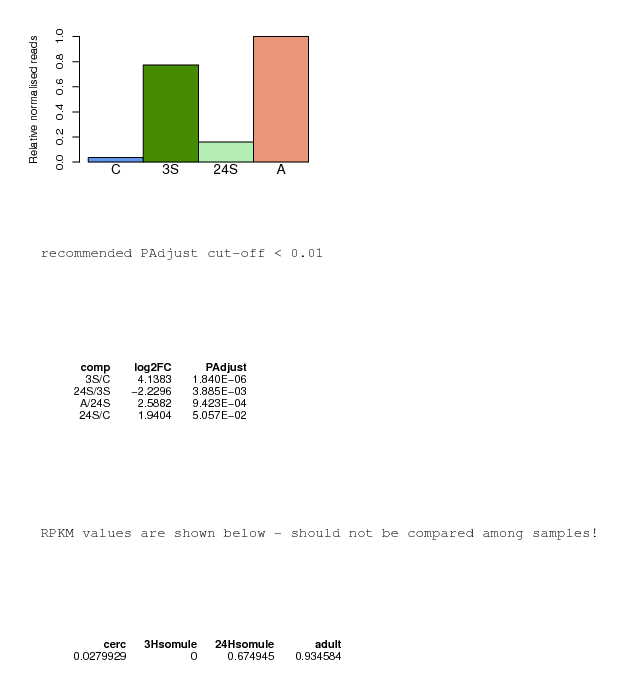 Relative normalised reads
1.0
0.8
0.6
0.4
0.2
0.0
C 3S 24S A
recommended PAdjust cut-off < 0.01
comp log2FC PAdjust
3S/C 4.1383 1.840E−06
24S/3S −2.2296 3.885E−03
A/24S 2.5882 9.423E−04
24S/C 1.9404 5.057E−02
RPKM values are shown below - should not be compared among samples!
cerc 3Hsomule 24Hsomule adult
0.0279929 0 0.674945 0.934584